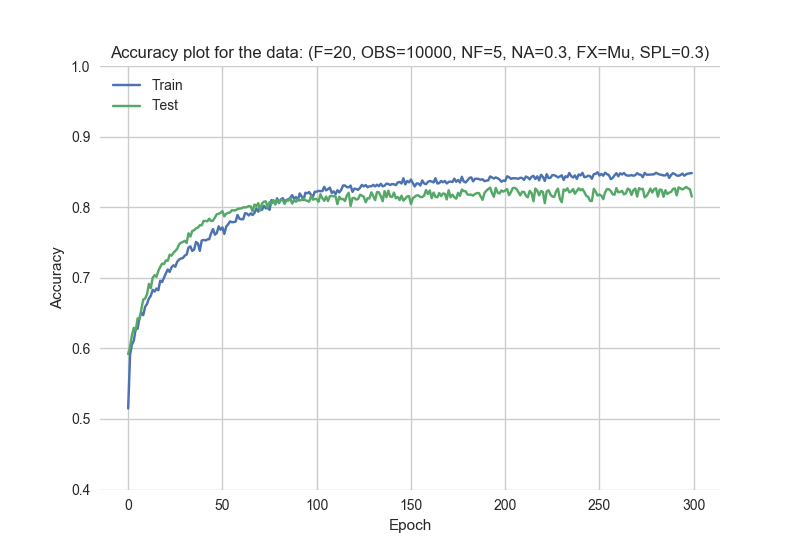 Accuracy plot for the data: (F=20, OBS=10000, NF=5, NA=0.3, FX=Mu, SPL=0.3)
1.0
Train
Test
0.9
0.8
0.7
Accuracy
0.6
0.5
0.4
0 50 100 150 200 250 300
Epoch